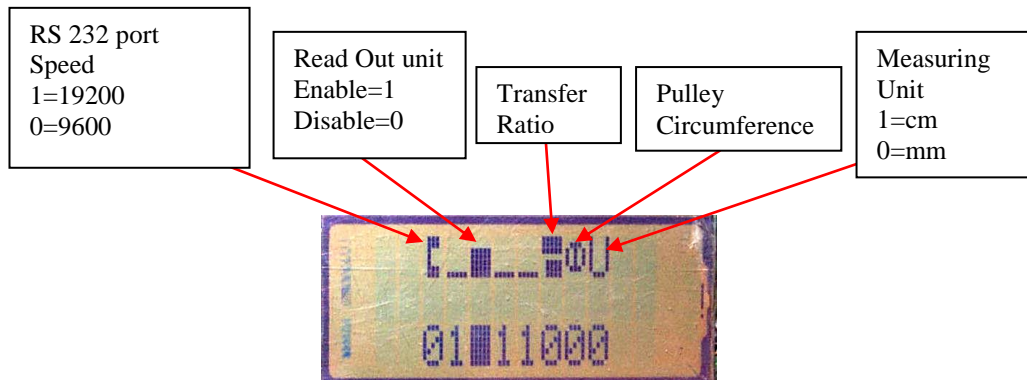 RS 232 port
Speed
1=19200
0=9600
Read Out unit
Enable=1
Disable=0
Transfer
Ratio
Pulley
Circumference
Measuring
Unit
1=cm
0=mm
[_■__ΦU
01■11000